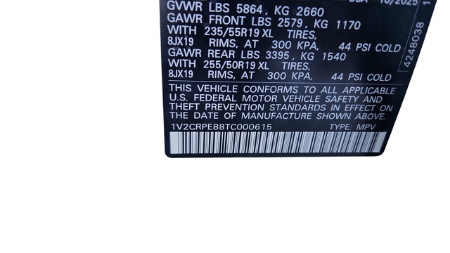 10/2025
GVWR LBS 5864, KG 2660
GAWR FRONT LBS 2579, KG 1170
WITH 235/55R19 XL TIRES,
8JX19 RIMS, AT 300 KPA, 44 PSI COLD
GAWR REAR LBS 3395, KG 1540
WITH 255/50R19 XL TIRES,
8JX19 RIMS, AT 300 KPA, 44 PSI COLD
THIS VEHICLE CONFORMS TO ALL APPLICABLE
U.S. FEDERAL MOTOR VEHICLE SAFETY AND
THEFT PREVENTION STANDARDS IN EFFECT ON
THE DATE OF MANUFACTURE SHOWN ABOVE.
1V2CRPE88TC000615 TYPE: MPV
4248038